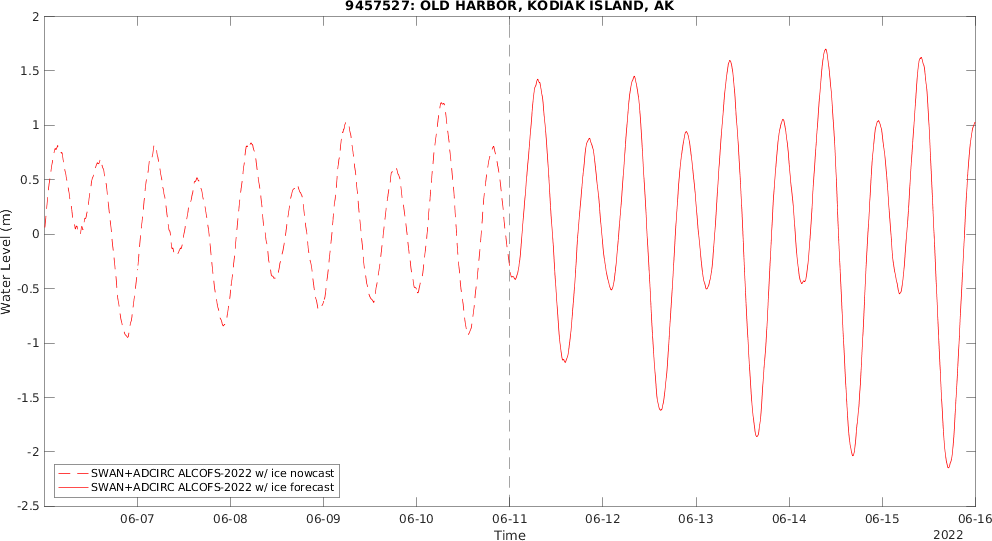 9457527: OLD HARBOR, KODIAK ISLAND, AK
2
1.5
1
0.5
0
-0.5
-1
-1.5
-2
-2.5
Water Level (m)
SWAN+ADCIRC ALCOFS-2022 w/ ice nowcast
SWAN+ADCIRC ALCOFS-2022 w/ ice forecast
06-07 06-08 06-09 06-10 06-11 06-12 06-13 06-14 06-15 06-16
Time
2022